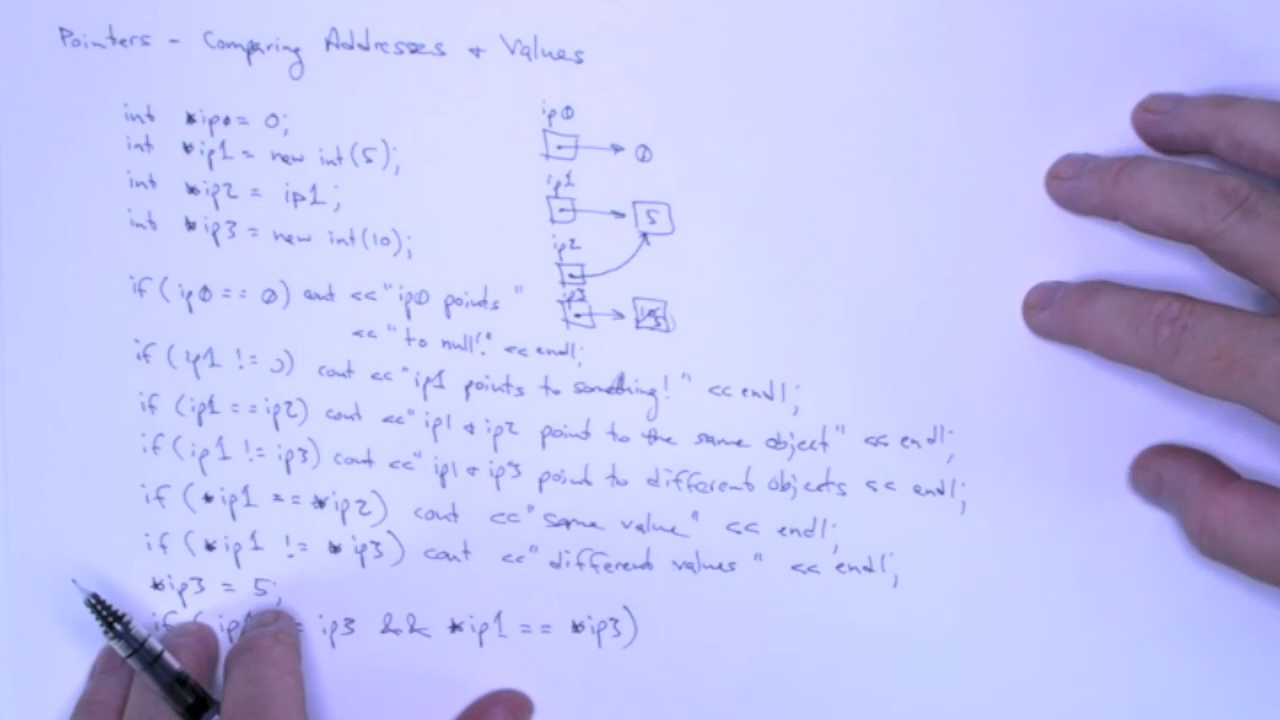 Pointers - Comparing Addresses & Values
int *ip0 = 0;
int *ip1 = new int(5);
int *ip2 = ip1;
int *ip3 = new int(10);
ip0
0
ip1
5
ip2
ip3
if (ip0 == 0) cout << "ip0 points "
<< "to null." << endl;
if (ip1 != 0) cout << "ip1 points to something!" << endl;
if (ip1 == ip2) cout << "ip1 & ip2 point to the same object" << endl;
if (ip1 != ip3) cout << "ip1 & ip3 point to different objects << endl;
if (*ip1 == *ip2) cout << "same value" << endl;
if (*ip1 != *ip3) cout << "different values " << endl;
*ip3 = 5;
if ( = ip3 && *ip1 == *ip3)